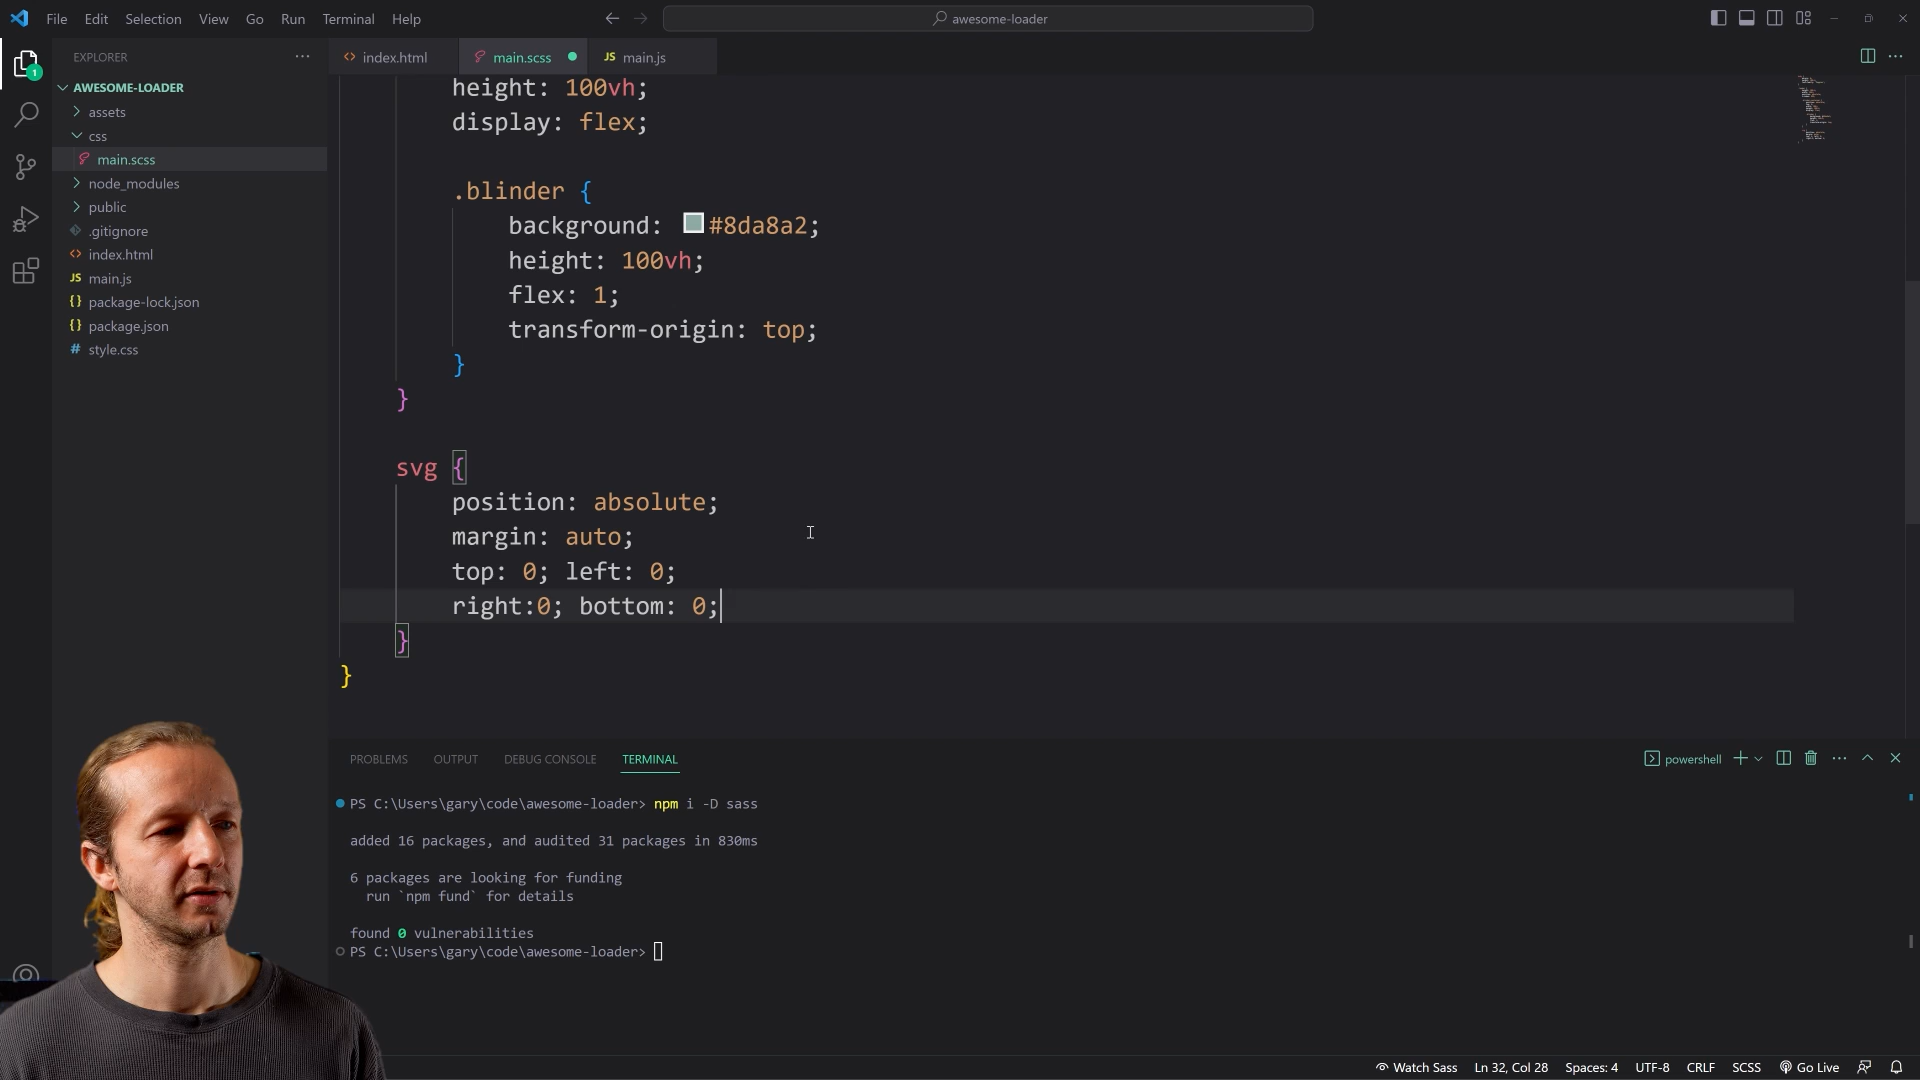 File Edit Selection View Go Run Terminal Help
awesome-loader
EXPLORER
AWESOME-LOADER
assets
css
main.scss
node_modules
public
.gitignore
index.html
main.js
package-lock.json
package.json
style.css
index.html main.scss main.js
height: 100vh;
display: flex;
.blinder {
background: #8da8a2;
height: 100vh;
flex: 1;
transform-origin: top;
}
}
svg {
position: absolute;
margin: auto;
top: 0; left: 0;
right:0; bottom: 0;
}
}
PROBLEMS OUTPUT DEBUG CONSOLE TERMINAL
powershell
PS C:\Users\gary\code\awesome-loader> npm i -D sass
added 16 packages, and audited 31 packages in 830ms
6 packages are looking for funding
run `npm fund` for details
found 0 vulnerabilities
PS C:\Users\gary\code\awesome-loader>
Watch Sass Ln 32, Col 28 Spaces: 4 UTF-8 CRLF SCSS Go Live